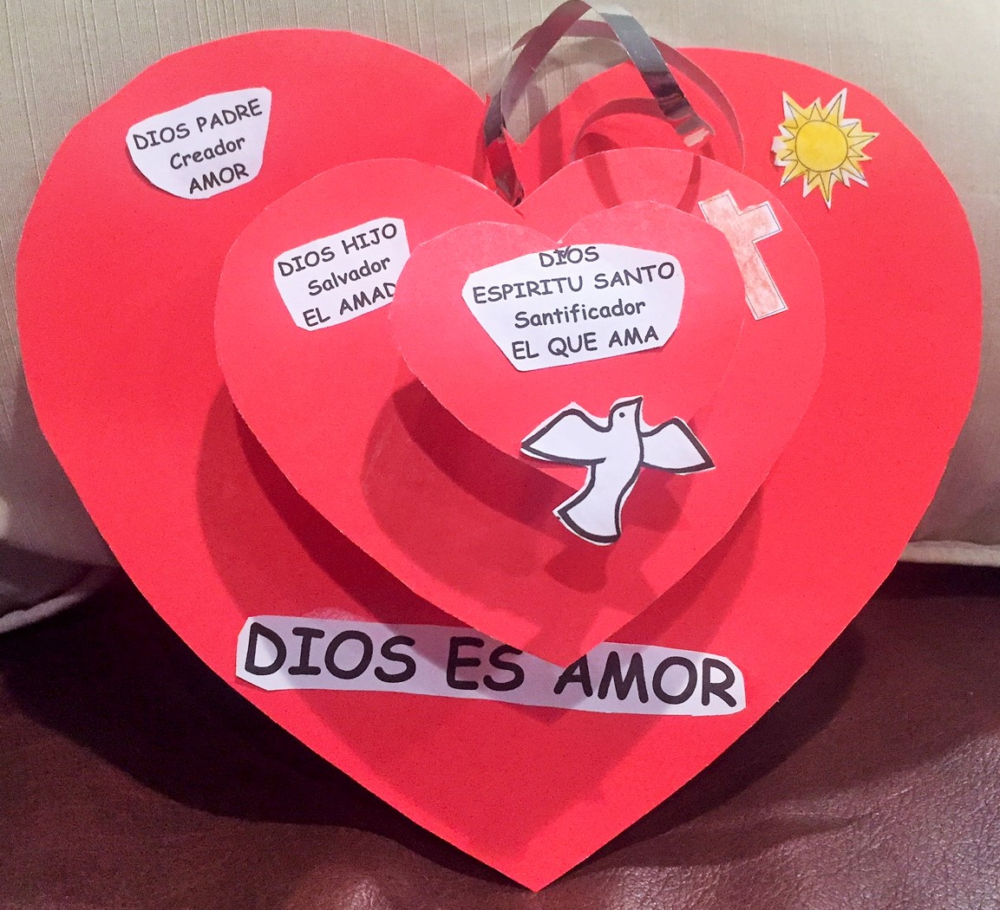 DIOS PADRE
Creador
AMOR
DIOS HIJO
Salvador
EL AMAD
DIOS
ESPIRITU SANTO
Santificador
EL QUE AMA
DIOS ES AMOR